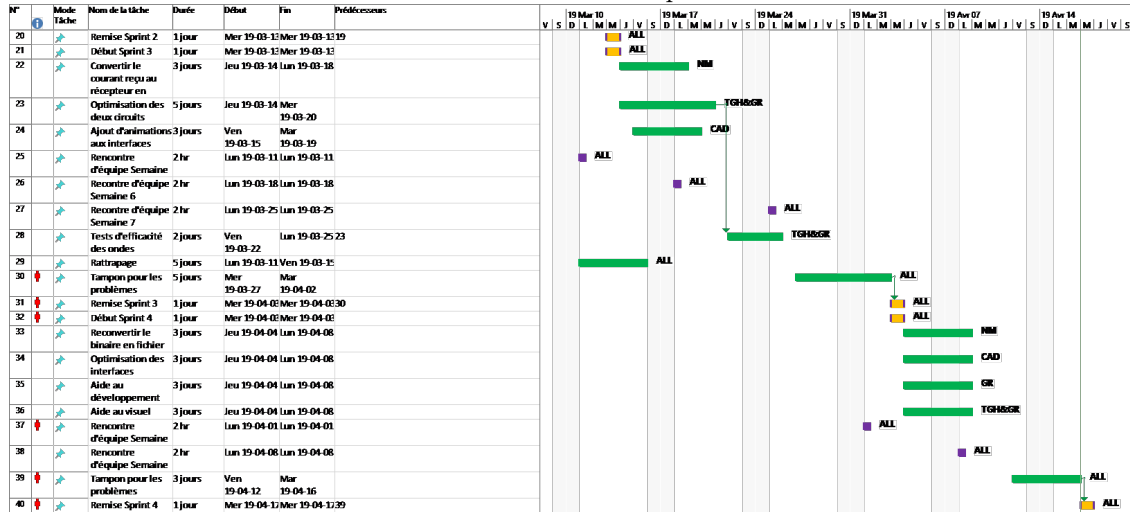 N° Mode Tâche Nom de la tâche Durée Début Fin Prédécesseurs
19 Mar 10 19 Mar 17 19 Mar 24 19 Mar 31 19 Avr 07 19 Avr 14
V S D L M M J V S D L M M J V S D L M M J V S D L M M J V S D L M M J V S D L M M J V S
20 Remise Sprint 2 1 jour Mer 19-03-13 Mer 19-03-13 19 ALL
21 Début Sprint 3 1 jour Mer 19-03-13 Mer 19-03-13 ALL
22 Convertir le 3 jours Jeu 19-03-14 Lun 19-03-18 NM
courant reçu au
récepteur en
23 Optimisation des 5 jours Jeu 19-03-14 Mer TGH&GR
deux circuits 19-03-20
24 Ajout d'animations 3 jours Ven Mar CAD
aux interfaces 19-03-15 19-03-19
25 Rencontre 2 hr Lun 19-03-11 Lun 19-03-11 ALL
d'équipe Semaine
26 Recontre d'équipe 2 hr Lun 19-03-18 Lun 19-03-18 ALL
Semaine 6
27 Recontre d'équipe 2 hr Lun 19-03-25 Lun 19-03-25 ALL
Semaine 7
28 Tests d'efficacité 2 jours Ven Lun 19-03-25 23 TGH&GR
des ondes 19-03-22
29 Rattrapage 5 jours Lun 19-03-11 Ven 19-03-15 ALL
30 Tampon pour les 5 jours Mer Mar ALL
problèmes 19-03-27 19-04-02
31 Remise Sprint 3 1 jour Mer 19-04-03 Mer 19-04-03 30 ALL
32 Début Sprint 4 1 jour Mer 19-04-03 Mer 19-04-03 ALL
33 Reconvertir le 3 jours Jeu 19-04-04 Lun 19-04-08 NM
binaire en fichier
34 Optimisation des 3 jours Jeu 19-04-04 Lun 19-04-08 CAD
interfaces
35 Aide au 3 jours Jeu 19-04-04 Lun 19-04-08 GR
développement
36 Aide au visuel 3 jours Jeu 19-04-04 Lun 19-04-08 TGH&GR
37 Rencontre 2 hr Lun 19-04-01 Lun 19-04-01 ALL
d'équipe Semaine
38 Rencontre 2 hr Lun 19-04-08 Lun 19-04-08 ALL
d'équipe Semaine
39 Tampon pour les 3 jours Ven Mar ALL
problèmes 19-04-12 19-04-16
40 Remise Sprint 4 1 jour Mer 19-04-17 Mer 19-04-17 39 ALL